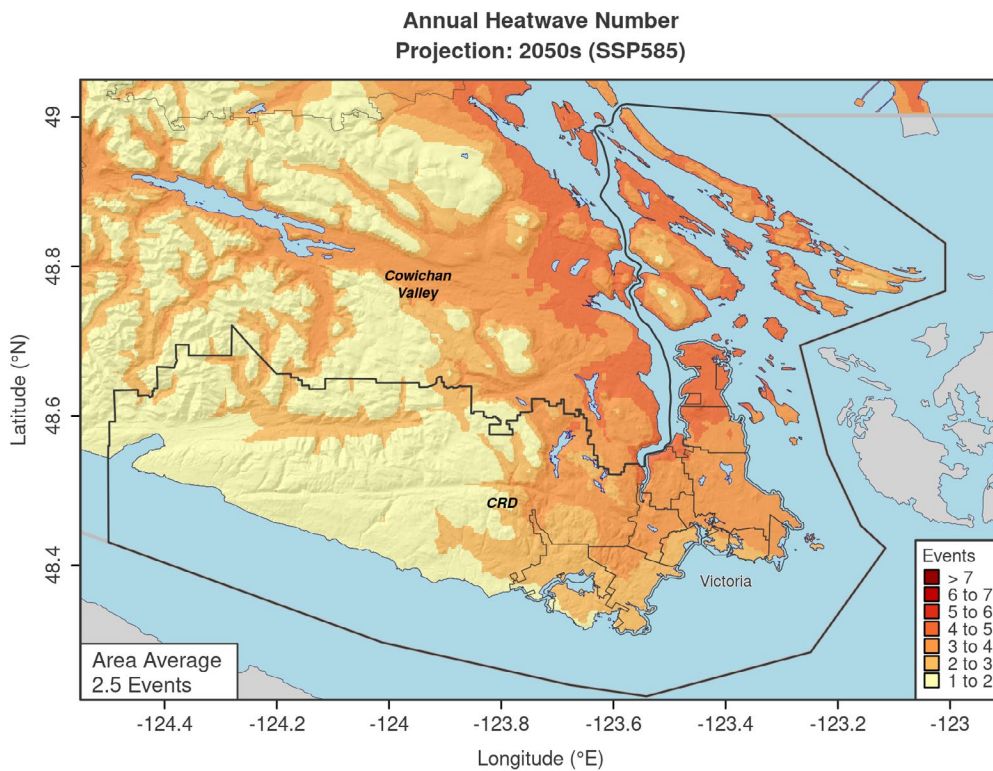 Annual Heatwave Number
Projection: 2050s (SSP585)
49
48.8
48.6
48.4
Latitude (°N)
Cowichan
Valley
CRD
Victoria
Events
> 7
6 to 7
5 to 6
4 to 5
3 to 4
2 to 3
1 to 2
Area Average
2.5 Events
-124.4 -124.2 -124 -123.8 -123.6 -123.4 -123.2 -123
Longitude (°E)